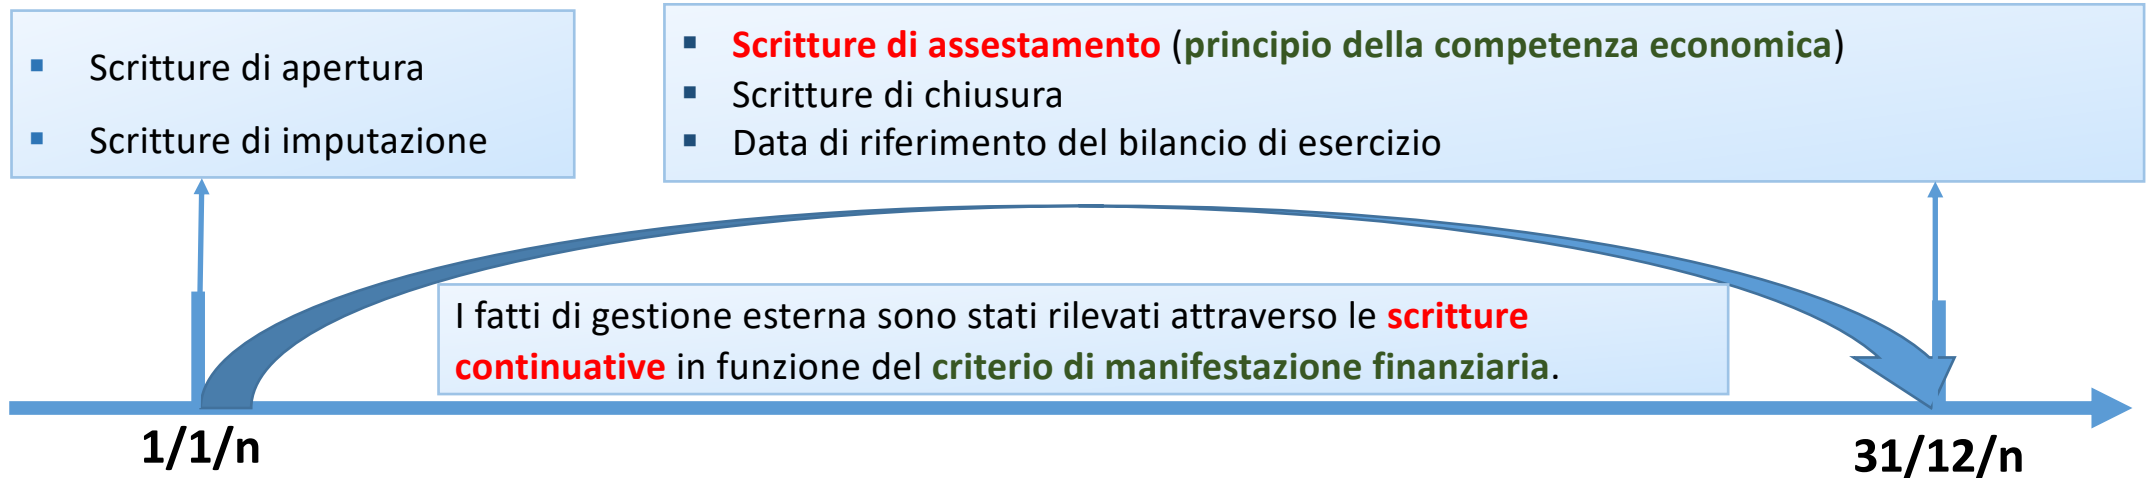 Scritture di apertura
Scritture di imputazione
Scritture di assestamento (principio della competenza economica)
Scritture di chiusura
Data di riferimento del bilancio di esercizio
I fatti di gestione esterna sono stati rilevati attraverso le scritture
continuative in funzione del criterio di manifestazione finanziaria.
1/1/n
31/12/n